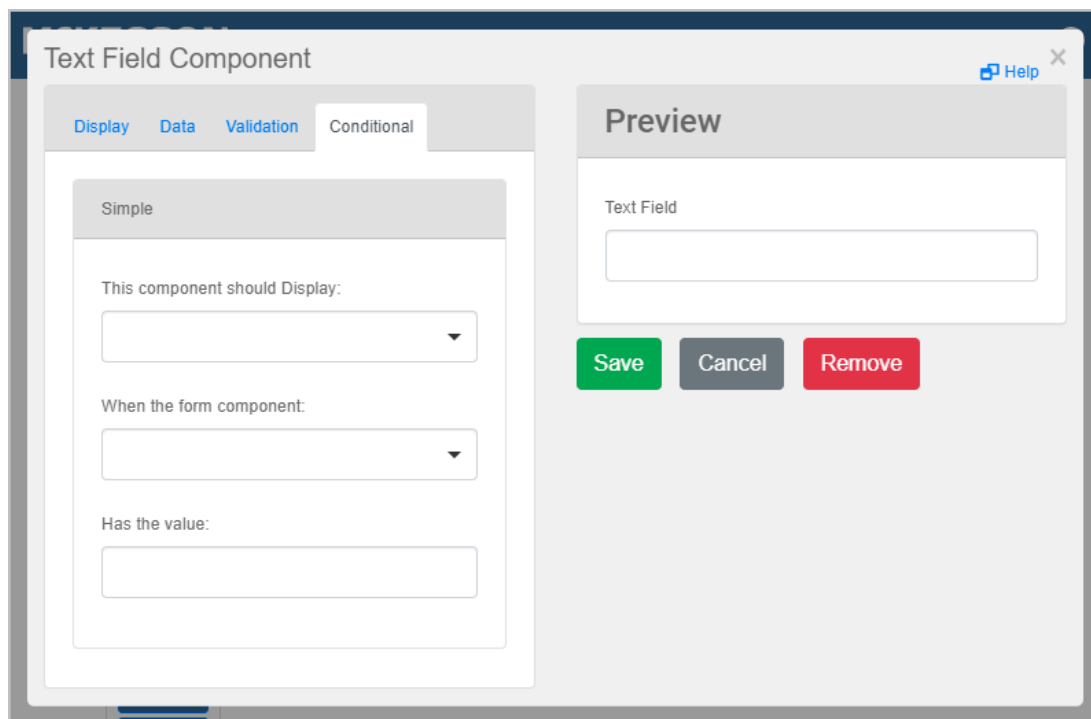 Text Field Component
Help
×
Display Data Validation Conditional
Simple
This component should Display:
When the form component:
Has the value:
Preview
Text Field
Save Cancel Remove